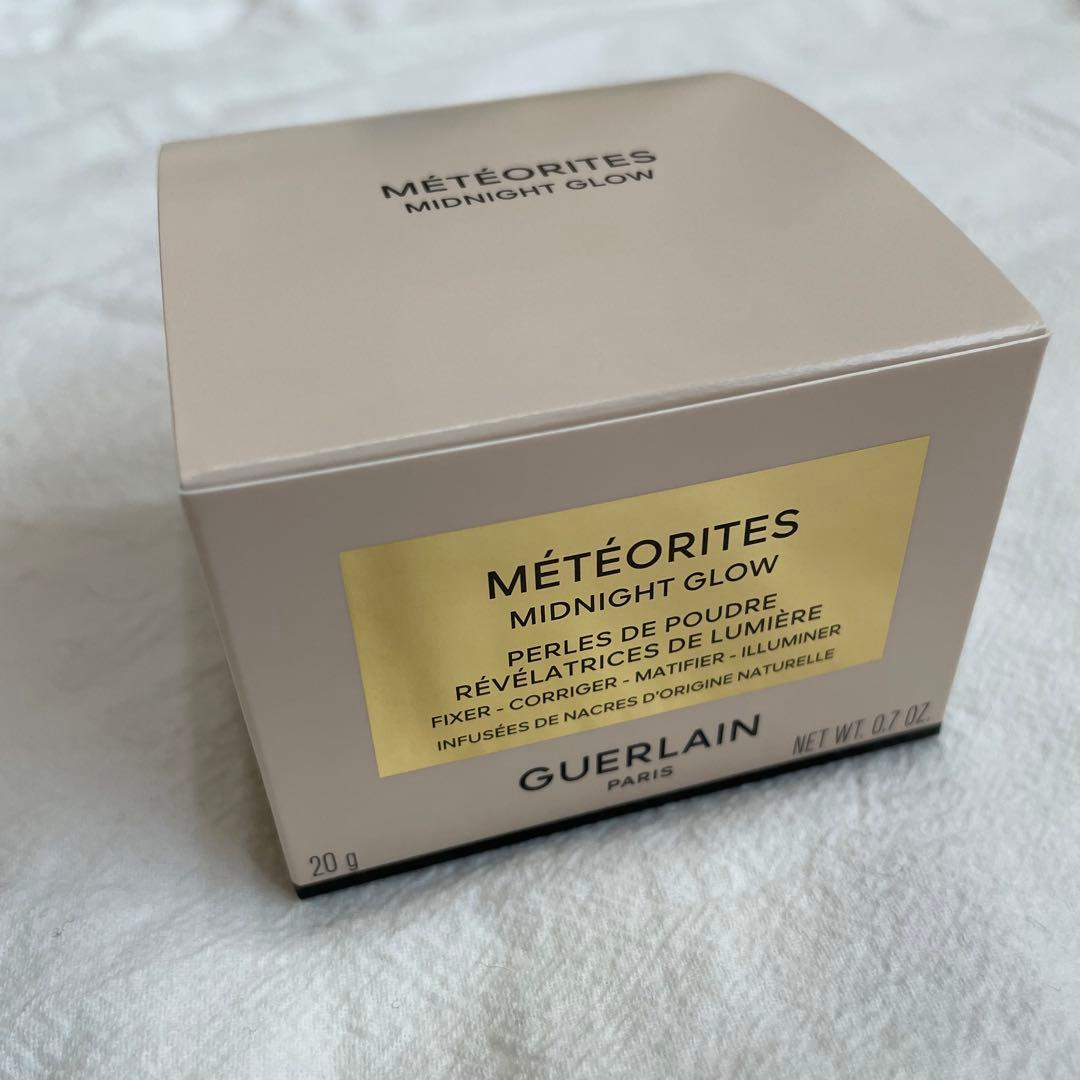 MÉTÉORITES
MIDNIGHT GLOW
MÉTÉORITES
MIDNIGHT GLOW
PERLES DE POUDRE
RÉVÉLATRICES DE LUMIÈRE
FIXER - CORRIGER - MATIFIER - ILLUMINER
INFUSÉES DE NACRES D'ORIGINE NATURELLE
GUERLAIN
PARIS
NET WT. 0.7 OZ.
20 g